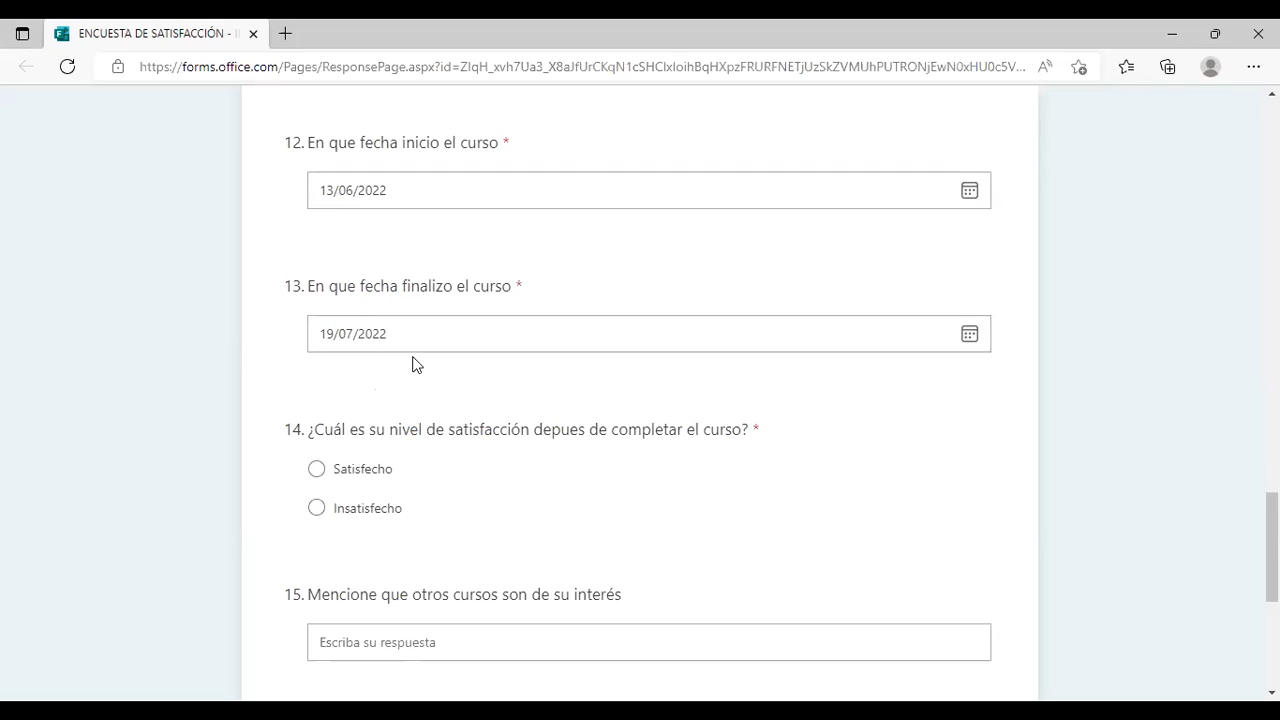 ENCUESTA DE SATISFACCIÓN -
https://forms.office.com/Pages/ResponsePage.aspx?id=ZIqH_xvh7Ua3_X8aJfUrCKqN1cSHClxIoihBqHXpzFRURFNETjUzSkZVMUhPUTRONjEwN0xHU0c5V...
12. En que fecha inicio el curso *
13/06/2022
13. En que fecha finalizo el curso *
19/07/2022
14. ¿Cuál es su nivel de satisfacción depues de completar el curso? *
Satisfecho
Insatisfecho
15. Mencione que otros cursos son de su interés
Escriba su respuesta